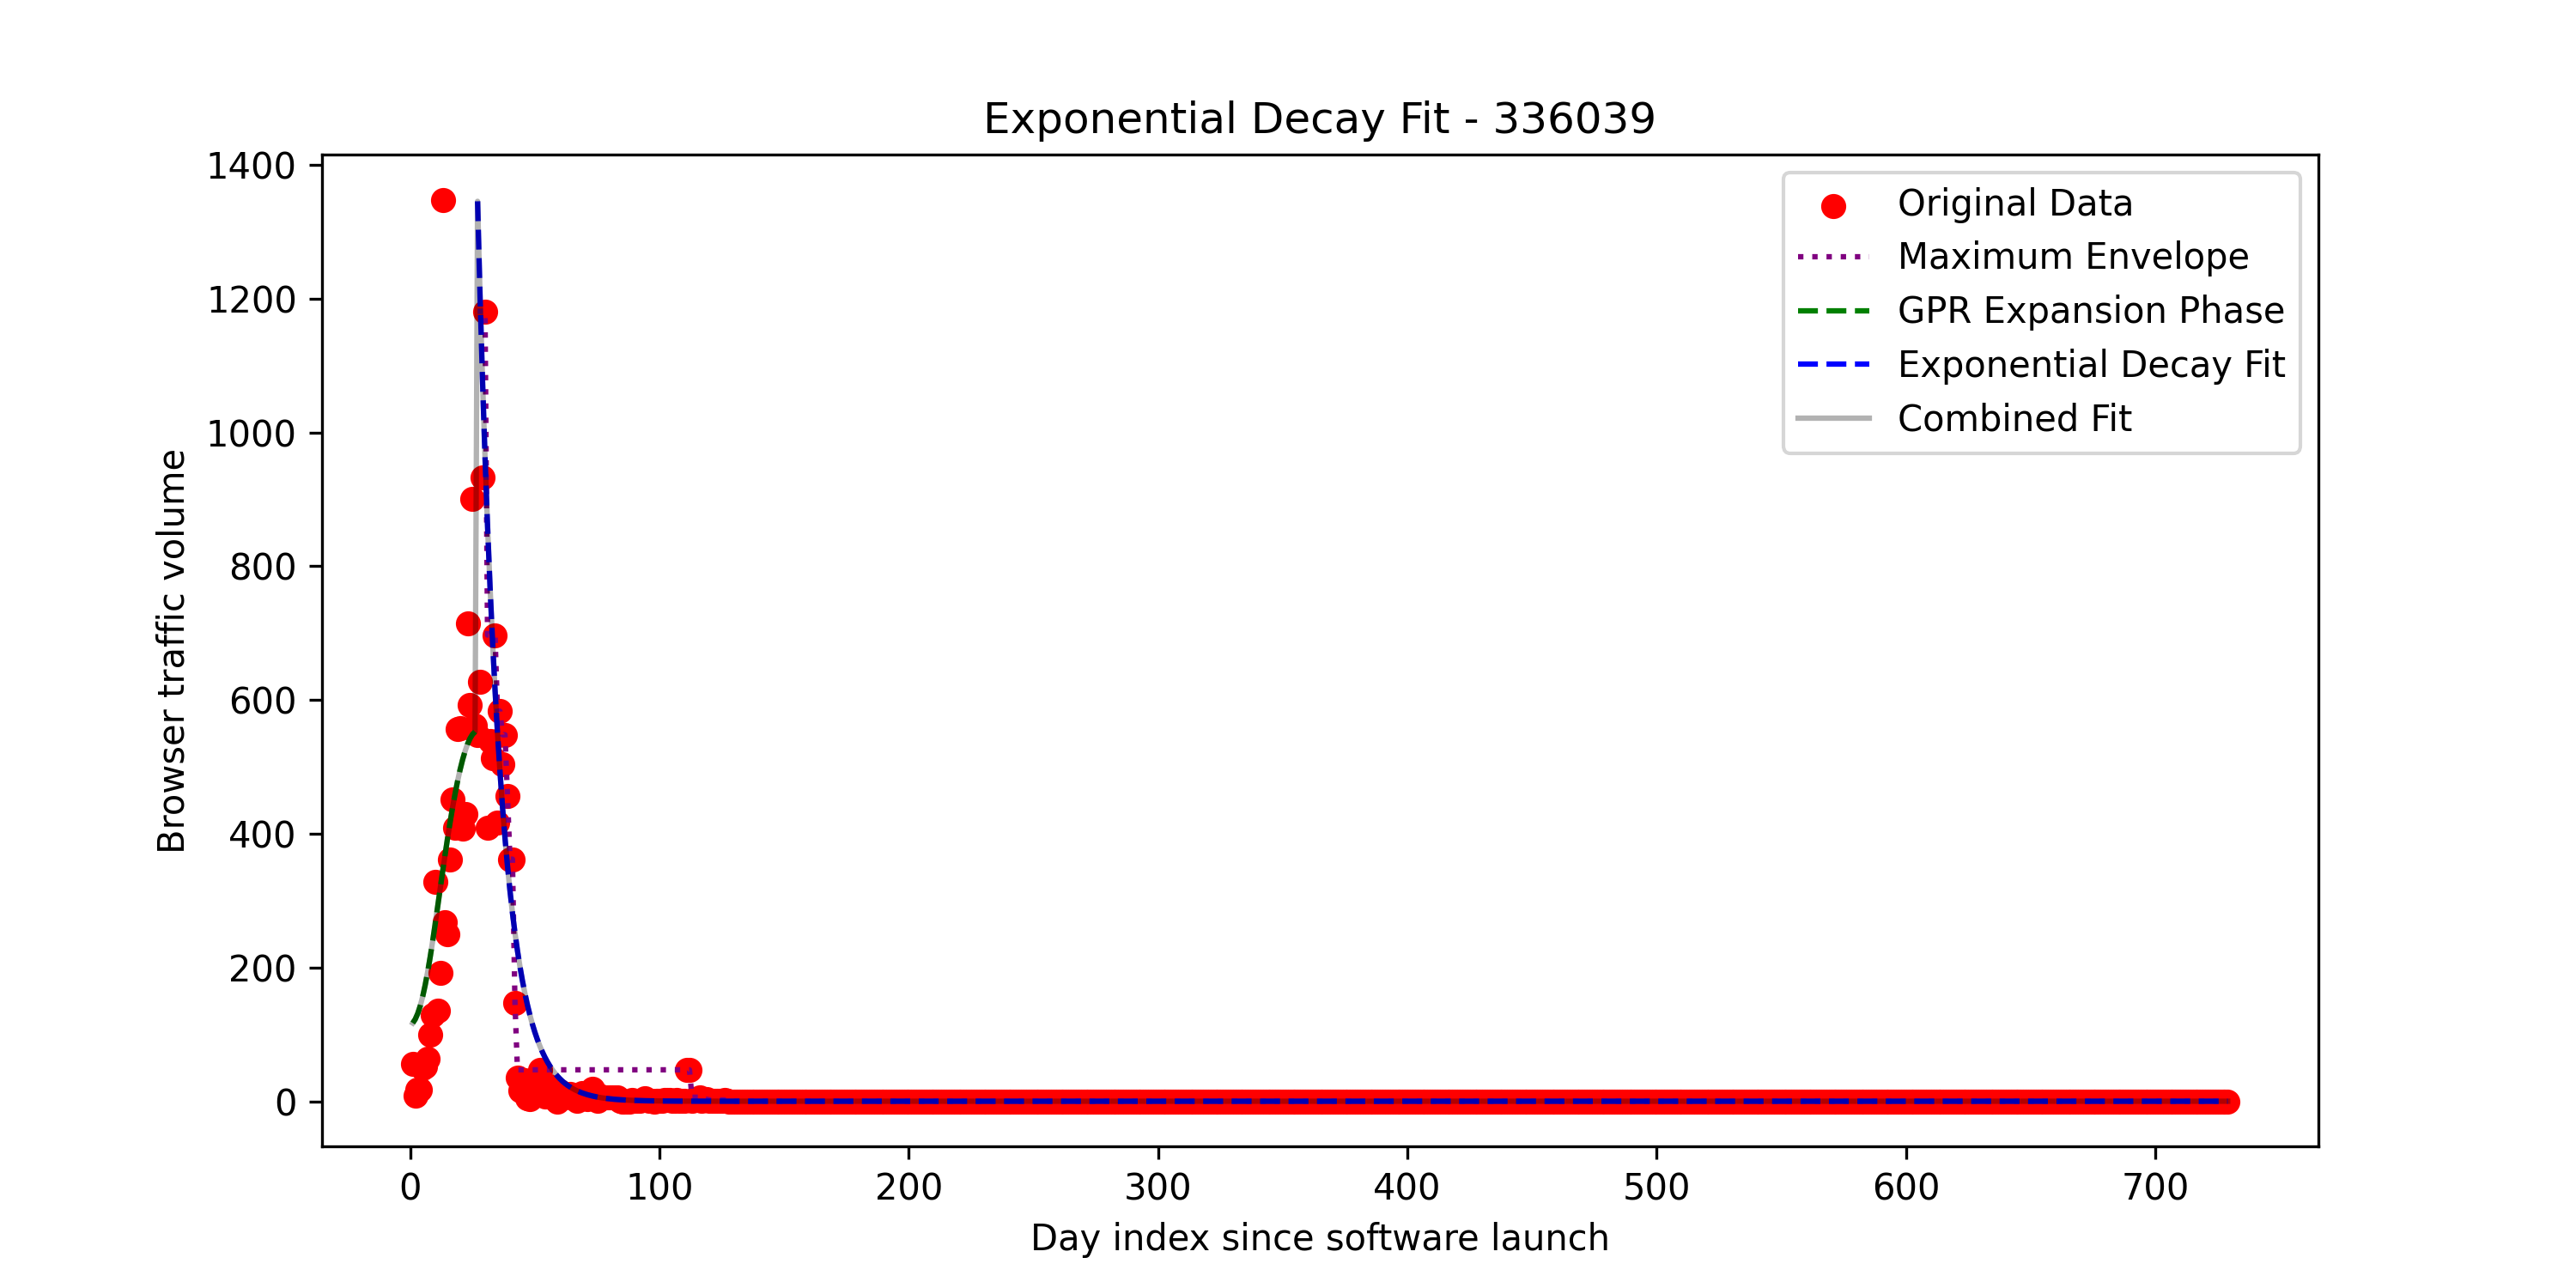 Exponential Decay Fit - 336039
1400
1200
1000
800
600
400
200
0
Browser traffic volume
Original Data
Maximum Envelope
GPR Expansion Phase
Exponential Decay Fit
Combined Fit
0 100 200 300 400 500 600 700
Day index since software launch